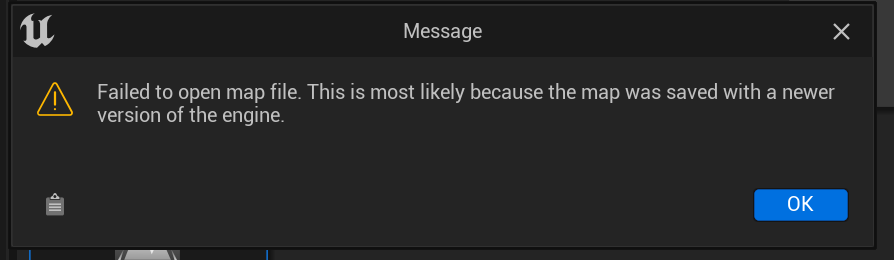 Message
Failed to open map file. This is most likely because the map was saved with a newer
version of the engine.
OK